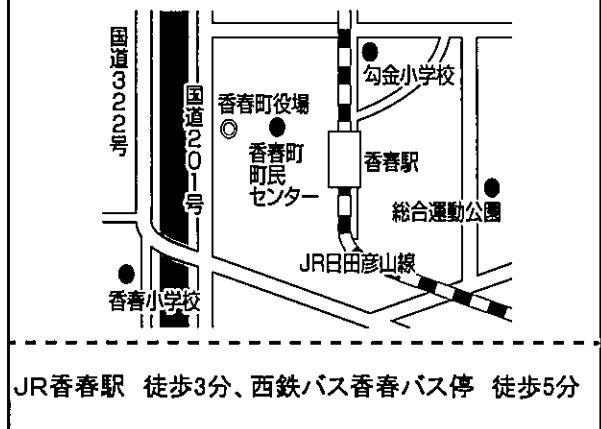 国道322号
国道201号
勾金小学校
香春町役場
香春町
町民
センター
香春駅
総合運動公園
JR日田彦山線
香春小学校
JR香春駅 徒歩3分、西鉄バス香春バス停 徒歩5分